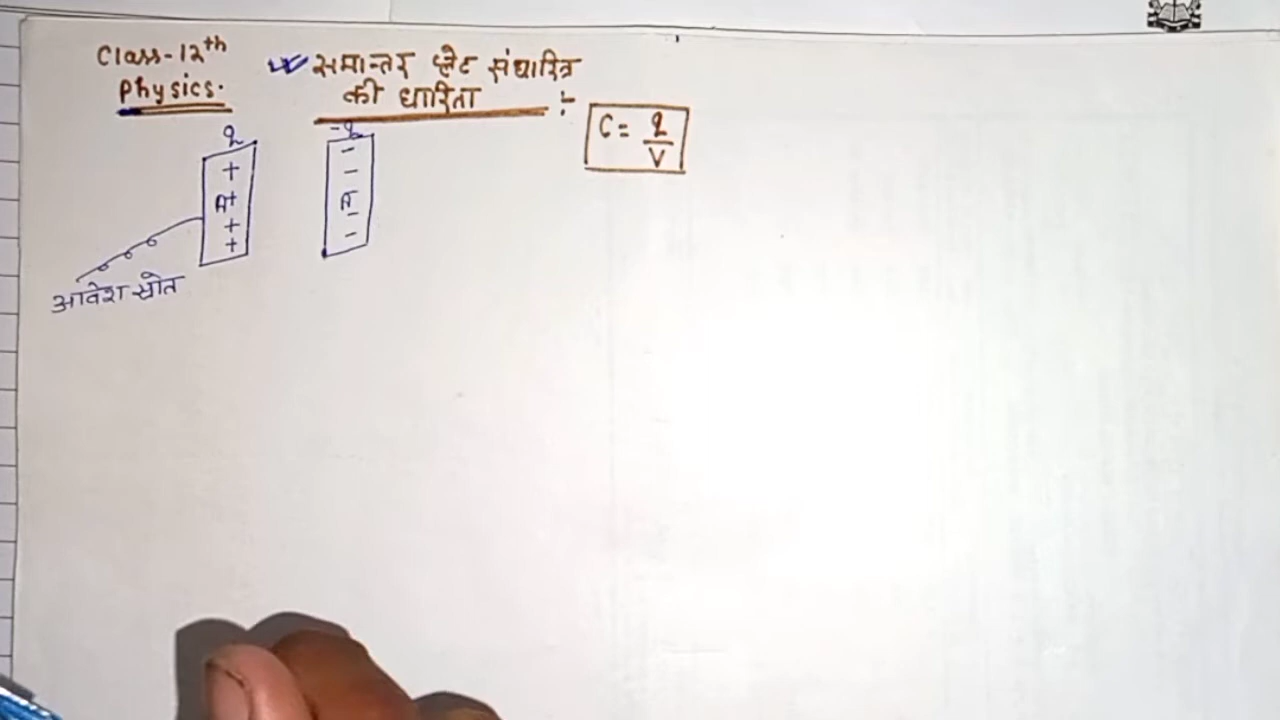 Class-12th
Physics.
समान्तर प्लेट संधारित्र
की धारिता :-
C = q/V
q
-q
+
-
+
-
A+
A-
+
-
+
-
आवेश स्रोत